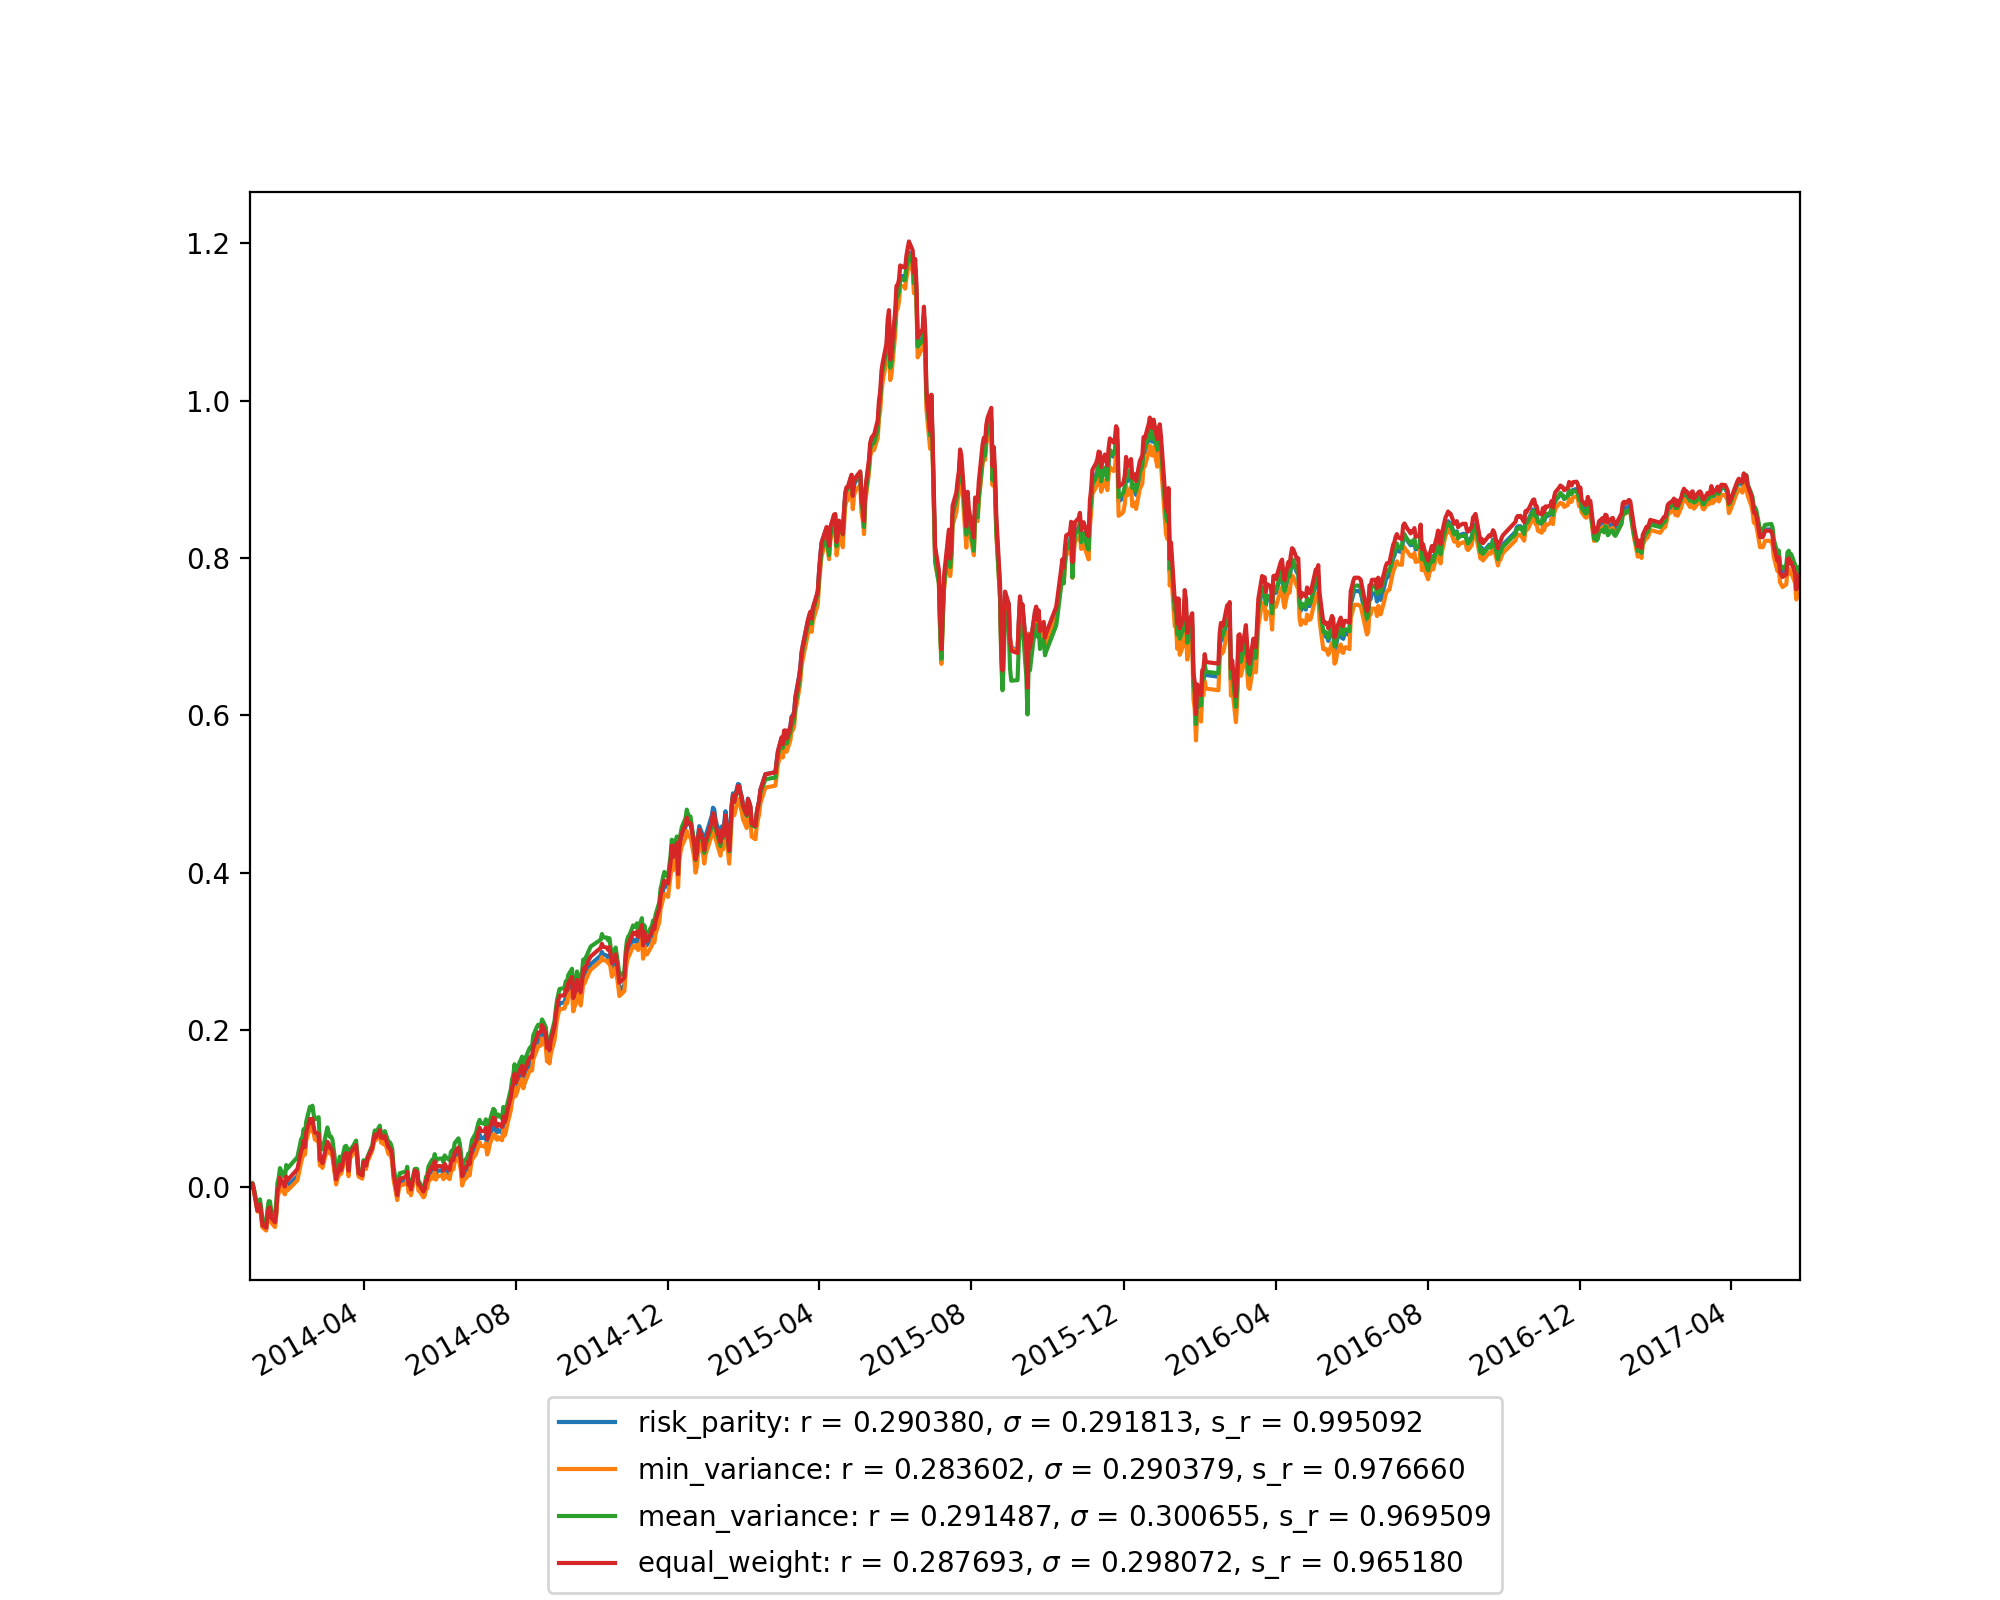 1.2
1.0
0.8
0.6
0.4
0.2
0.0
2014-04 2014-08 2014-12 2015-04 2015-08 2015-12 2016-04 2016-08 2016-12 2017-04
risk_parity: r = 0.290380, σ = 0.291813, s_r = 0.995092
min_variance: r = 0.283602, σ = 0.290379, s_r = 0.976660
mean_variance: r = 0.291487, σ = 0.300655, s_r = 0.969509
equal_weight: r = 0.287693, σ = 0.298072, s_r = 0.965180